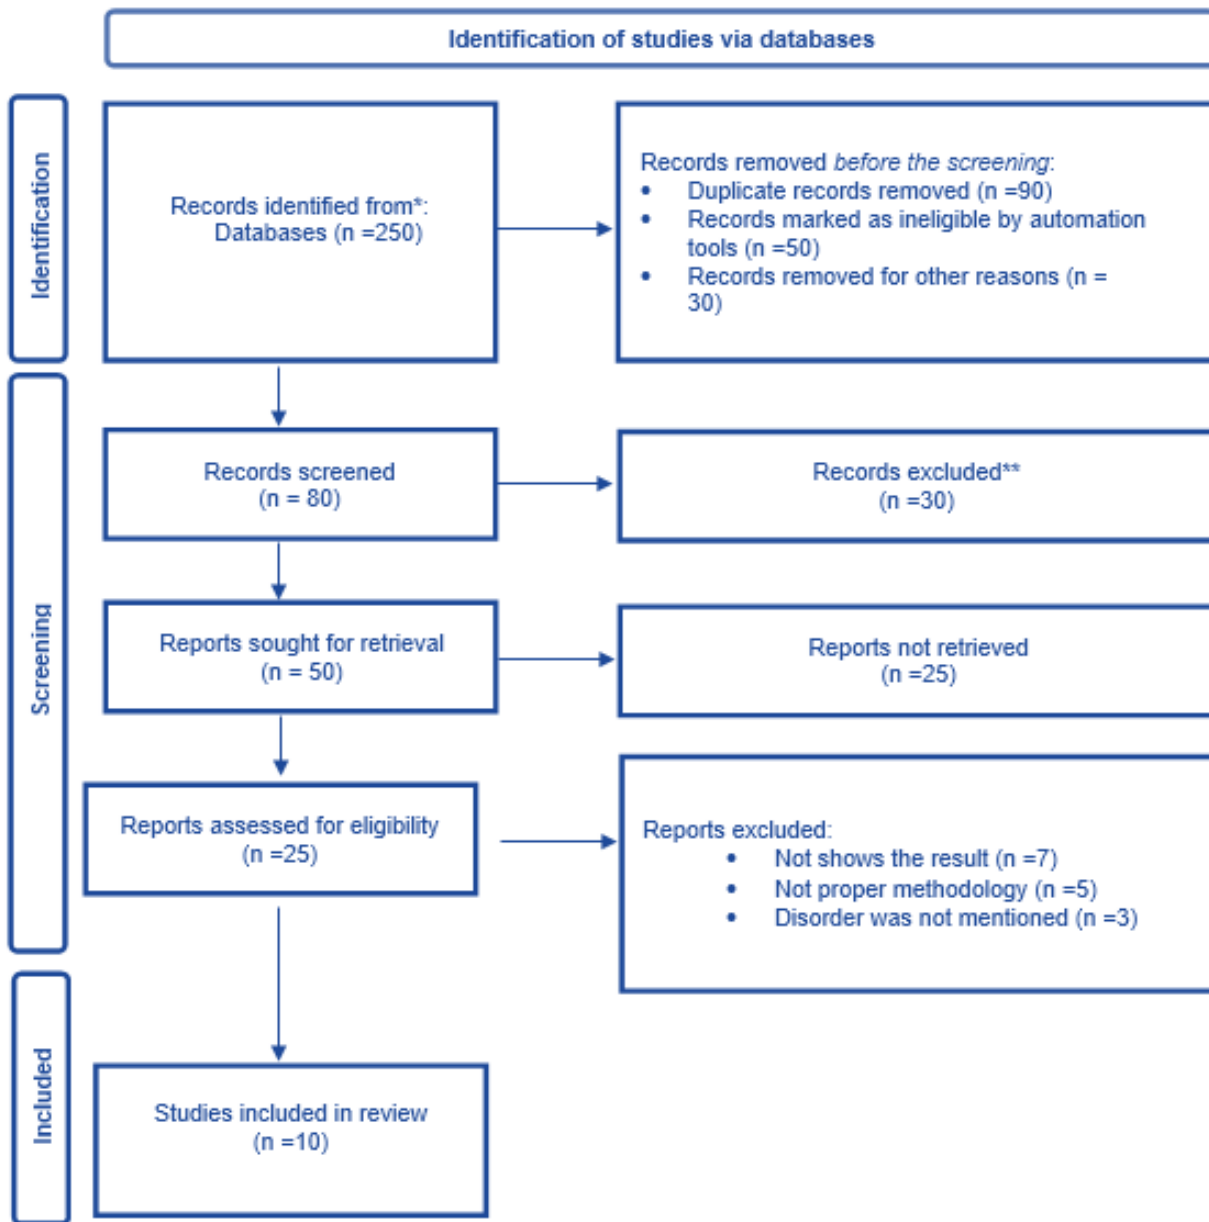 Identification of studies via databases
Identification
Records identified from*:
Databases (n =250)
Records removed before the screening:
• Duplicate records removed (n =90)
• Records marked as ineligible by automation
tools (n =50)
• Records removed for other reasons (n =
30)
Screening
Records screened
(n = 80)
Records excluded**
(n =30)
Reports sought for retrieval
(n = 50)
Reports not retrieved
(n =25)
Reports assessed for eligibility
(n =25)
Reports excluded:
• Not shows the result (n =7)
• Not proper methodology (n =5)
• Disorder was not mentioned (n =3)
Included
Studies included in review
(n =10)